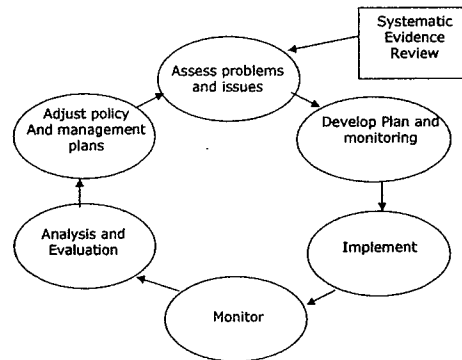 Systematic
Evidence
Review
Assess problems
and issues
Develop Plan and
monitoring
Implement
Monitor
Analysis and
Evaluation
Adjust policy
And management
plans